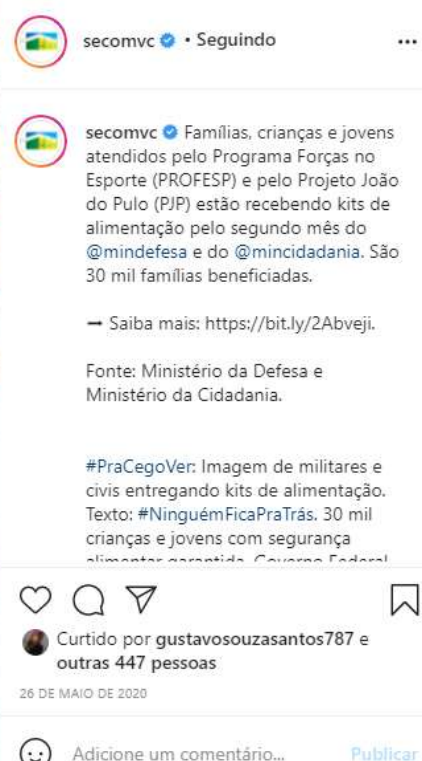 secomvc • Seguindo
secomvc Famílias, crianças e jovens
atendidos pelo Programa Forças no
Esporte (PROFESP) e pelo Projeto João
do Pulo (PJP) estão recebendo kits de
alimentação pelo segundo mês do
@mindefesa e do @mincidadania. São
30 mil famílias beneficiadas.
➞ Saiba mais: https://bit.ly/2Abveji.
Fonte: Ministério da Defesa e
Ministério da Cidadania.
#PraCegoVer: Imagem de militares e
civis entregando kits de alimentação.
Texto: #NinguémFicaPraTrás. 30 mil
crianças e jovens com segurança
alimentar garantida. Governo Federal
Curtido por gustavosouzasantos787 e
outras 447 pessoas
26 DE MAIO DE 2020
Adicione um comentário... Publicar